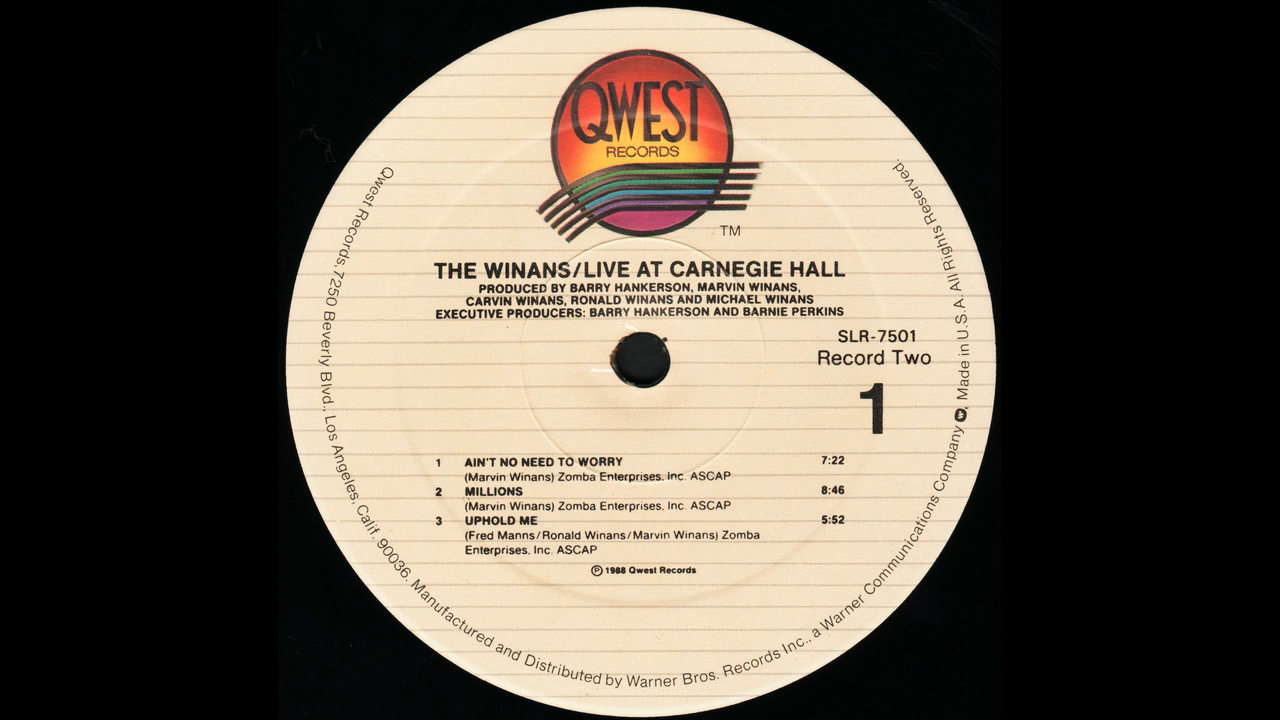 QWEST
RECORDS
TM
THE WINANS/LIVE AT CARNEGIE HALL
PRODUCED BY BARRY HANKERSON, MARVIN WINANS,
CARVIN WINANS, RONALD WINANS AND MICHAEL WINANS
EXECUTIVE PRODUCERS: BARRY HANKERSON AND BARNIE PERKINS
SLR-7501
Record Two
1
1 AIN'T NO NEED TO WORRY 7:22
(Marvin Winans) Zomba Enterprises, Inc. ASCAP
2 MILLIONS 8:46
(Marvin Winans) Zomba Enterprises, Inc. ASCAP
3 UPHOLD ME 5:52
(Fred Manns/Ronald Winans/Marvin Winans) Zomba
Enterprises, Inc. ASCAP
℗ 1988 Qwest Records
Qwest Records, 7250 Beverly Blvd., Los Angeles, Calif. 90036. Manufactured and Distributed by Warner Bros. Records Inc., a Warner Communications Company W, Made in U.S.A. All Rights Reserved.